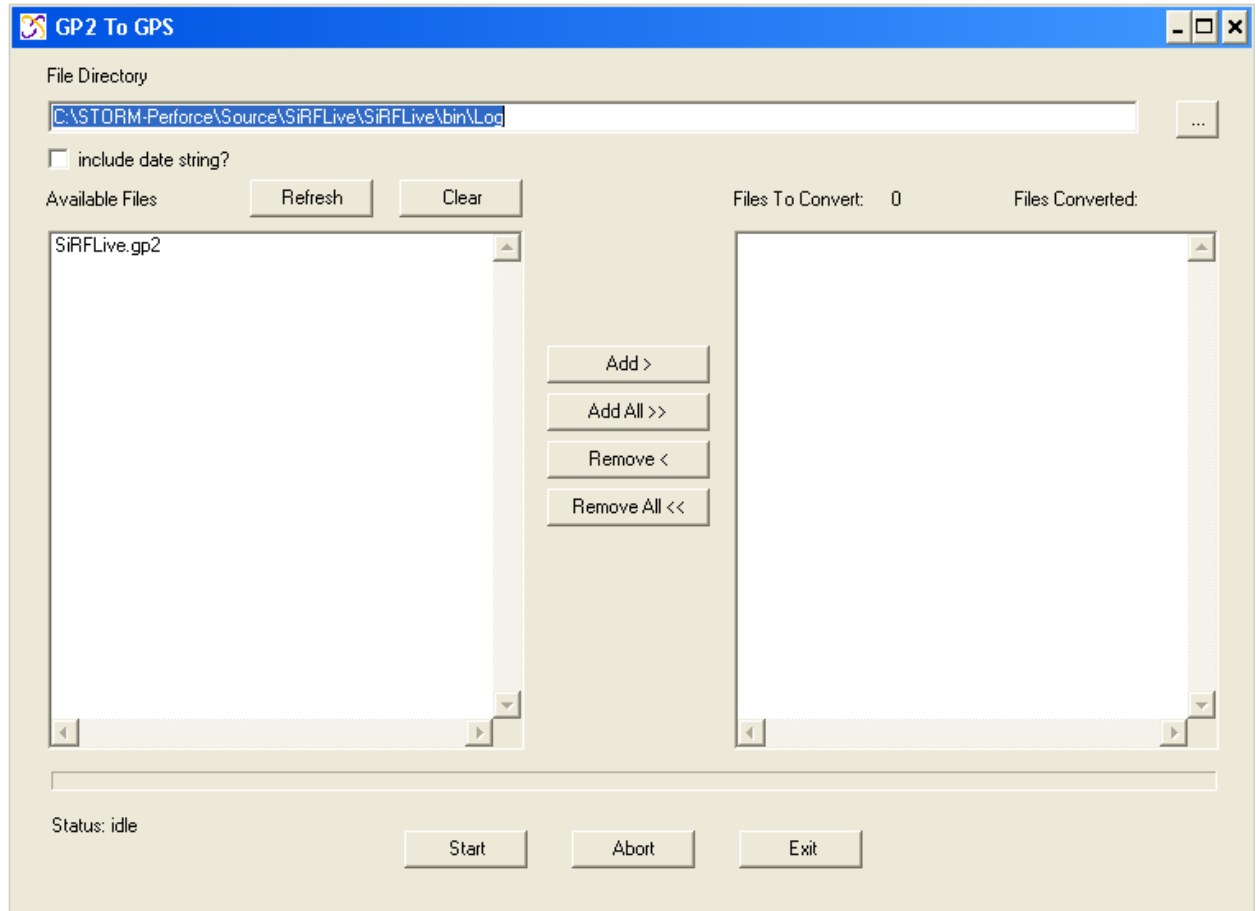 GP2 To GPS
File Directory
C:\STORM-Perforce\Source\SiRFLive\SiRFLive\bin\Log
...
include date string?
Available Files Refresh Clear Files To Convert: 0 Files Converted:
SiRFLive.gp2
Add >
Add All >>
Remove <
Remove All <<
Status: idle
Start Abort Exit